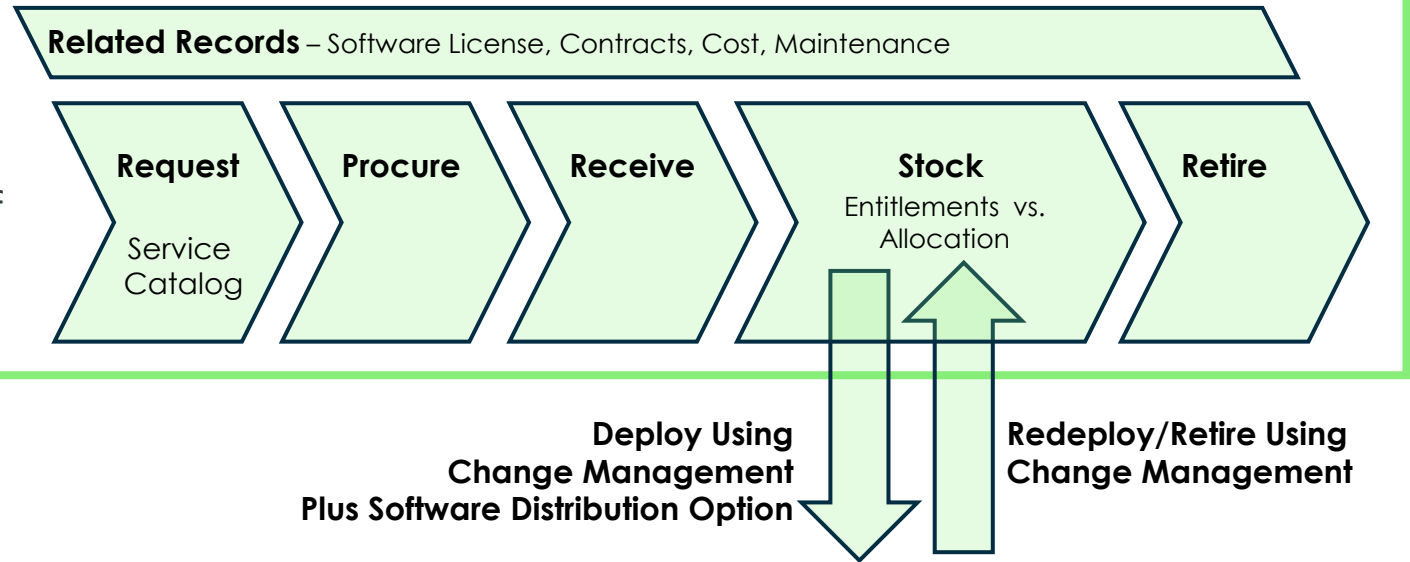 Related Records – Software License, Contracts, Cost, Maintenance
Request
Service
Catalog
Procure
Receive
Stock
Entitlements vs.
Allocation
Retire
Deploy Using
Change Management
Plus Software Distribution Option
Redeploy/Retire Using
Change Management